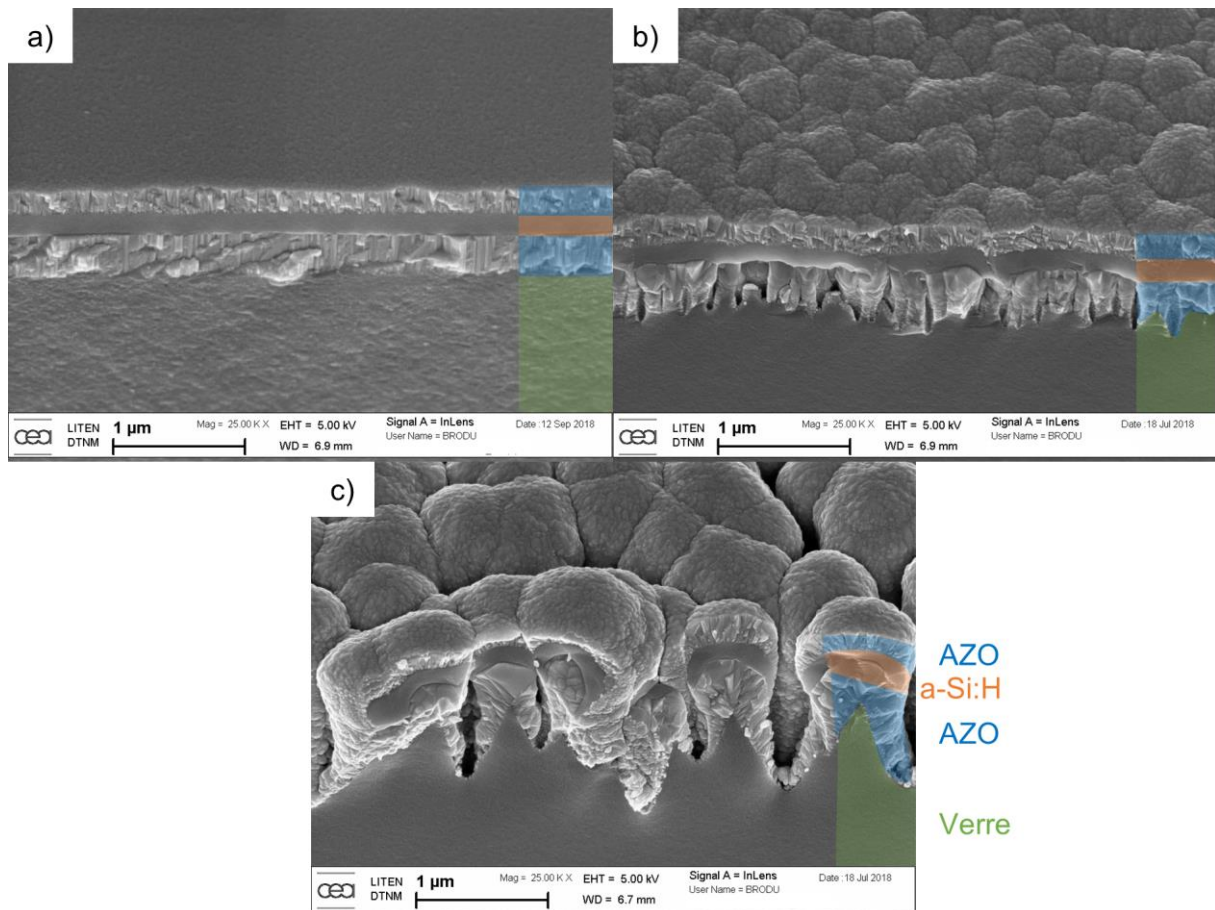 a)
cea
LITEN
DTNM
1 µm
Mag = 25.00 K X
EHT = 5.00 kV
WD = 6.9 mm
Signal A = InLens
User Name = BRODU
Date :12 Sep 2018
b)
cea
LITEN
DTNM
1 µm
Mag = 25.00 K X
EHT = 5.00 kV
WD = 6.9 mm
Signal A = InLens
User Name = BRODU
Date :18 Jul 2018
c)
AZO
a-Si:H
AZO
Verre
cea
LITEN
DTNM
1 µm
Mag = 25.00 K X
EHT = 5.00 kV
WD = 6.7 mm
Signal A = InLens
User Name = BRODU
Date :18 Jul 2018